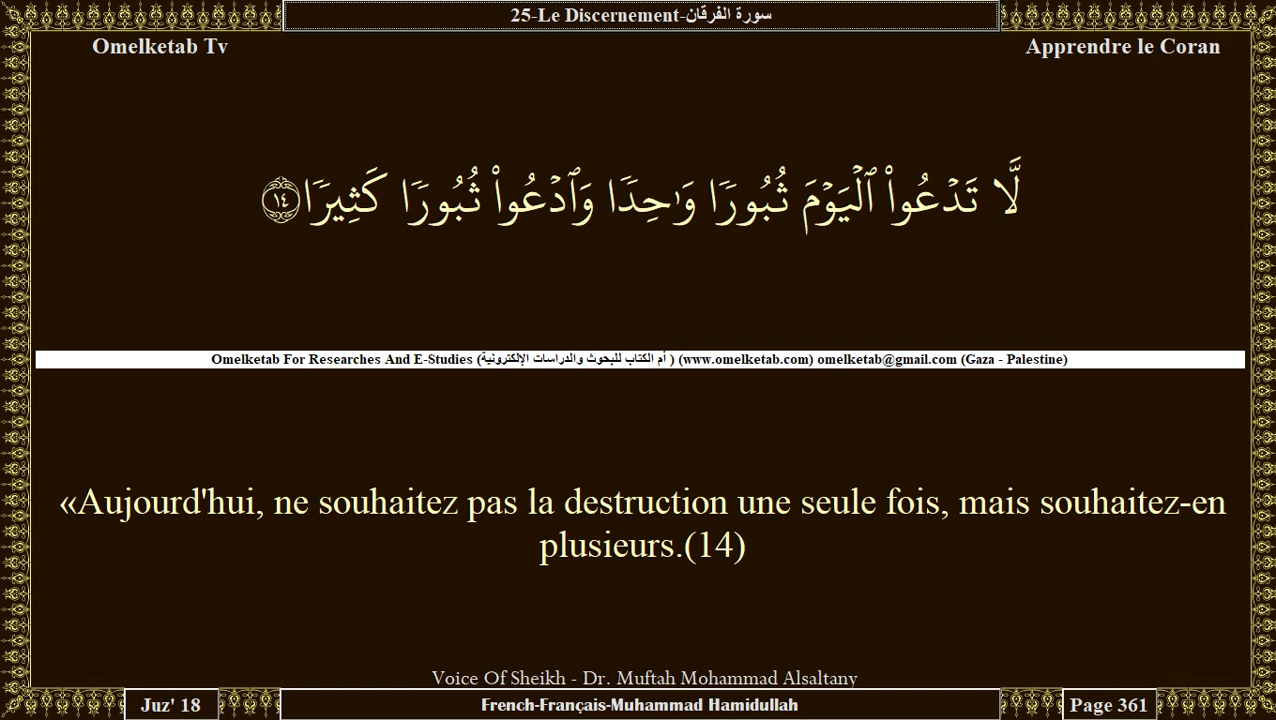 25-Le Discernement-سورة الفرقان
Omelketab Tv
Apprendre le Coran
لَّا تَدۡعُواْ ٱلۡيَوۡمَ ثُبُورٗا وَٰحِدٗا وَٱدۡعُواْ ثُبُورٗا كَثِيرٗا ١٤
Omelketab For Researches And E-Studies (أم الكتاب للبحوث والدراسات الإلكترونية ) (www.omelketab.com) omelketab@gmail.com (Gaza - Palestine)
«Aujourd'hui, ne souhaitez pas la destruction une seule fois, mais souhaitez-en
plusieurs.(14)
Voice Of Sheikh - Dr. Muftah Mohammad Alsaltany
Juz' 18
French-Français-Muhammad Hamidullah
Page 361